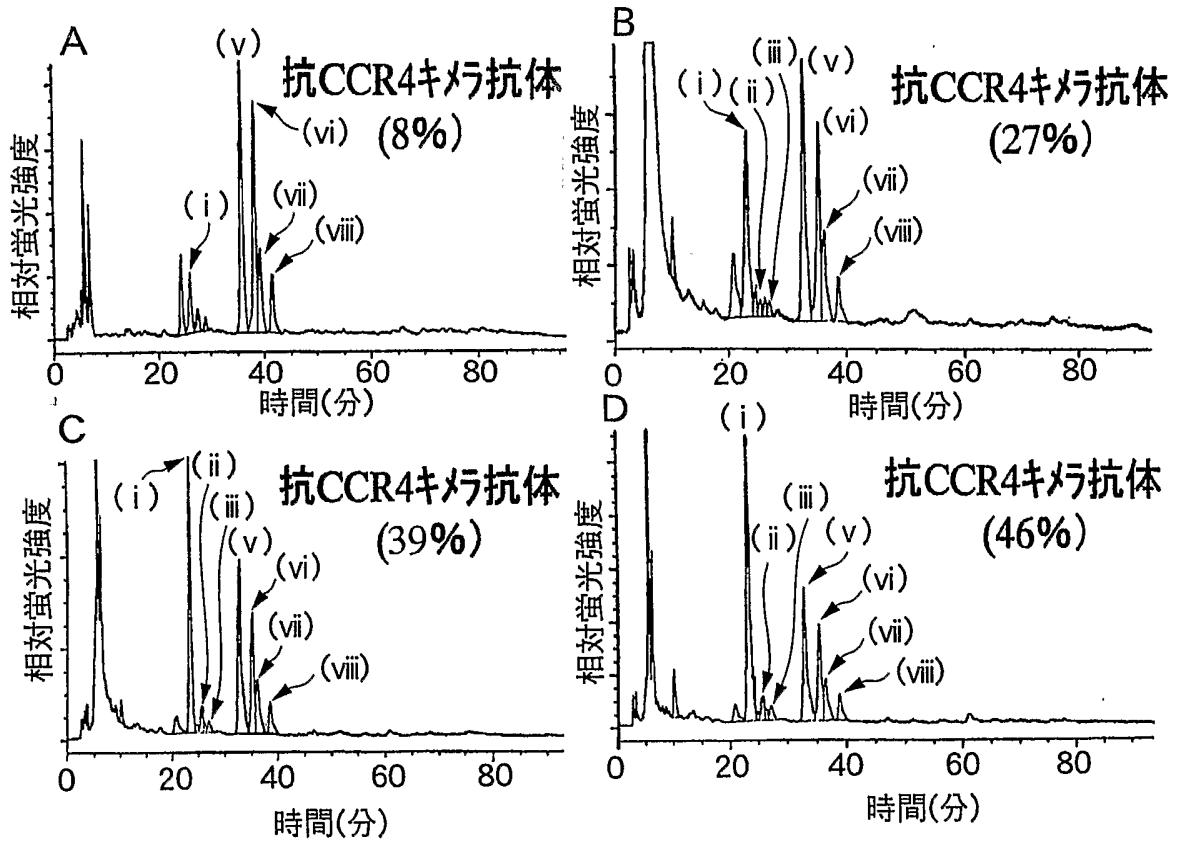 A
(ⅴ)
抗CCR4キメラ抗体
(8%)
(ⅵ)
(ⅰ)
(ⅶ)
(ⅷ)
相対蛍光強度
0 20 40 60 80
時間(分)
B
(ⅲ)
(ⅴ)
(ⅰ)
(ⅱ)
抗CCR4キメラ抗体
(27%)
(ⅵ)
(ⅶ)
(ⅷ)
相対蛍光強度
0 20 40 60 80
時間(分)
C
(ⅱ)
抗CCR4キメラ抗体
(39%)
(ⅰ)
(ⅲ)
(ⅴ)
(ⅵ)
(ⅶ)
(ⅷ)
相対蛍光強度
0 20 40 60 80
時間(分)
D
(ⅰ)
抗CCR4キメラ抗体
(46%)
(ⅲ)
(ⅱ)
(ⅴ)
(ⅵ)
(ⅶ)
(ⅷ)
相対蛍光強度
0 20 40 60 80
時間(分)